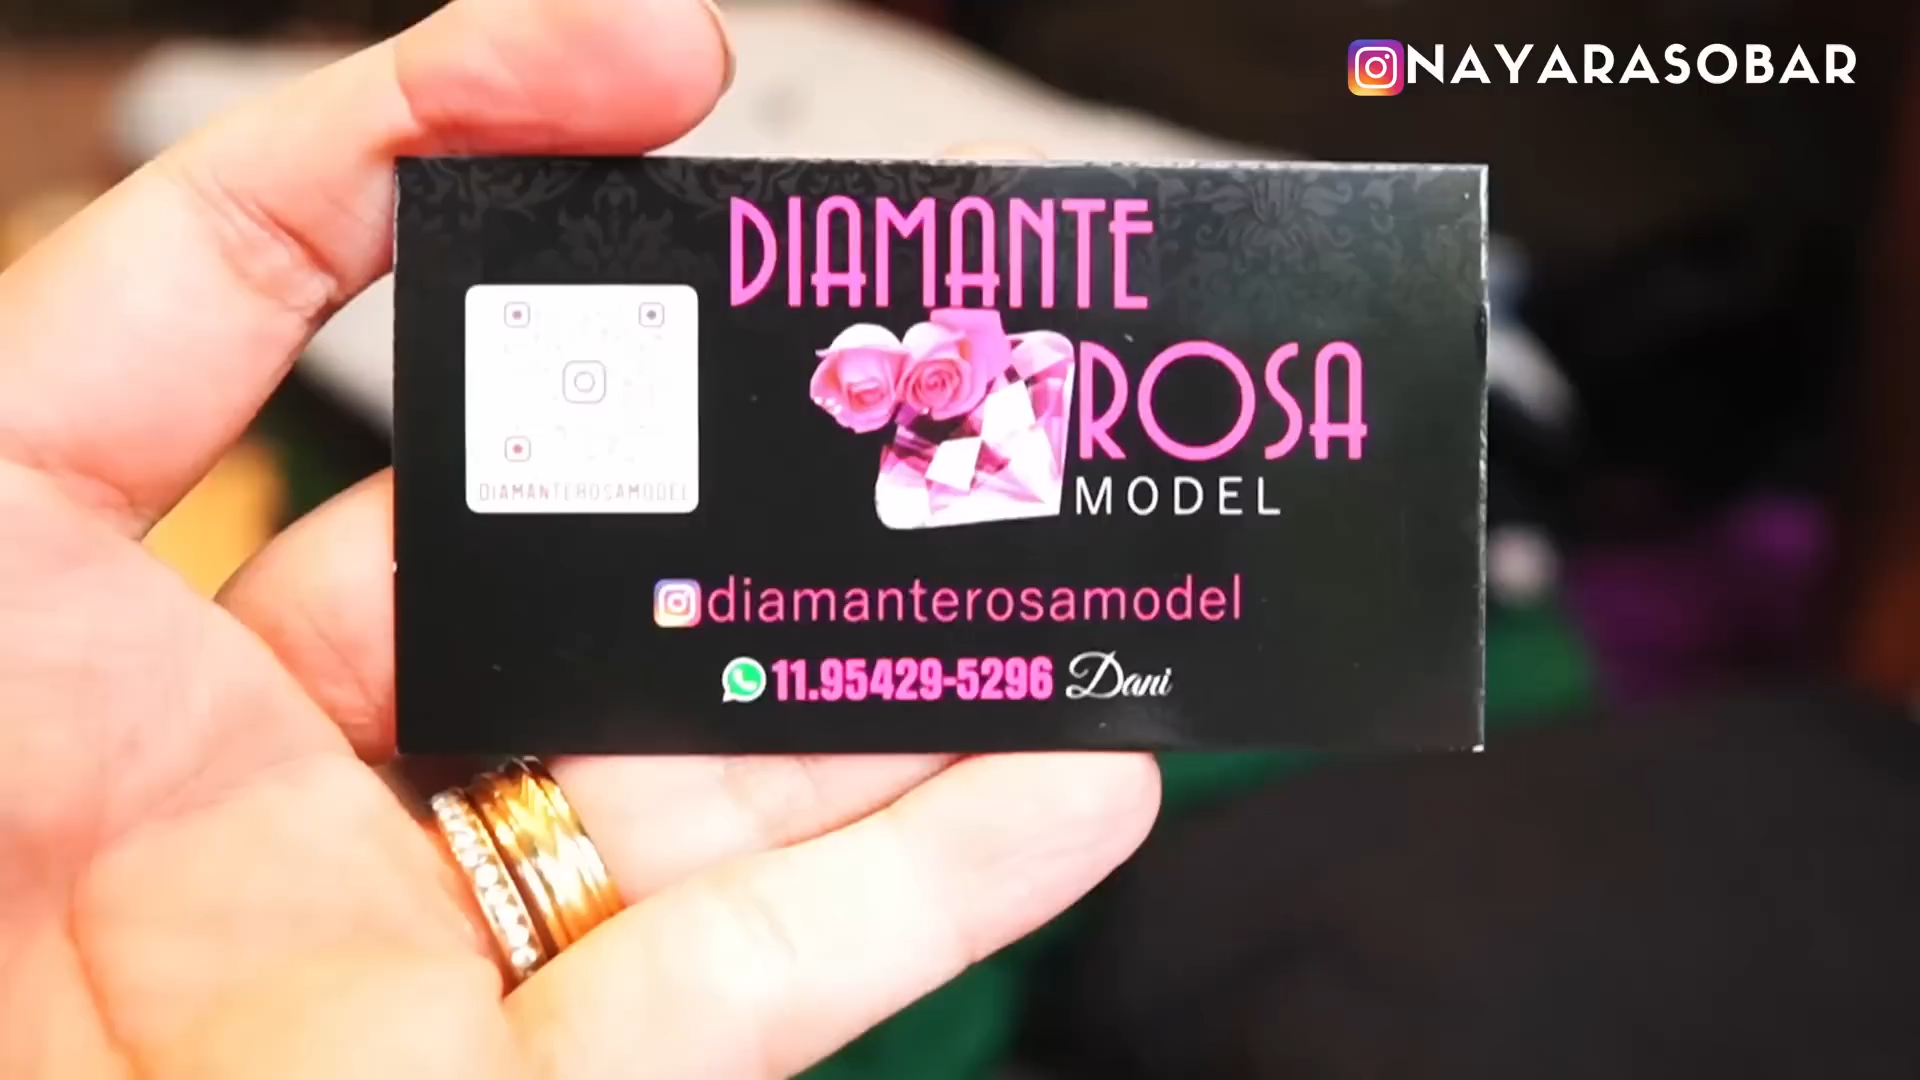 NAYARASOBAR
DIAMANTE
ROSA
MODEL
DIAMANTEROSAMODEL
diamanterosamodel
11.95429-5296 Dani